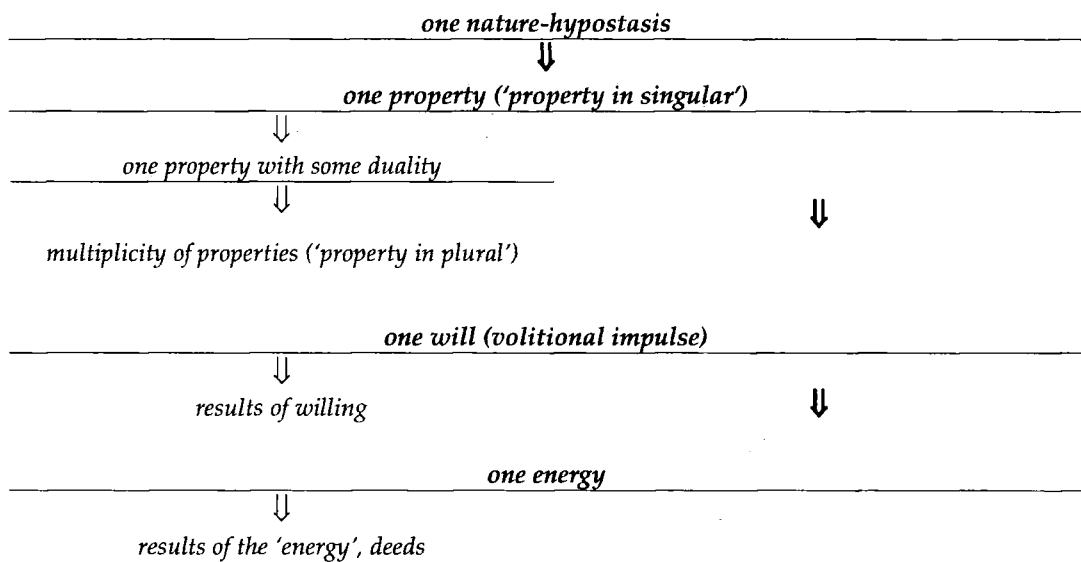 one nature-hypostasis
one property ('property in singular')
one property with some duality
multiplicity of properties ('property in plural')
one will (volitional impulse)
results of willing
one energy
results of the 'energy', deeds